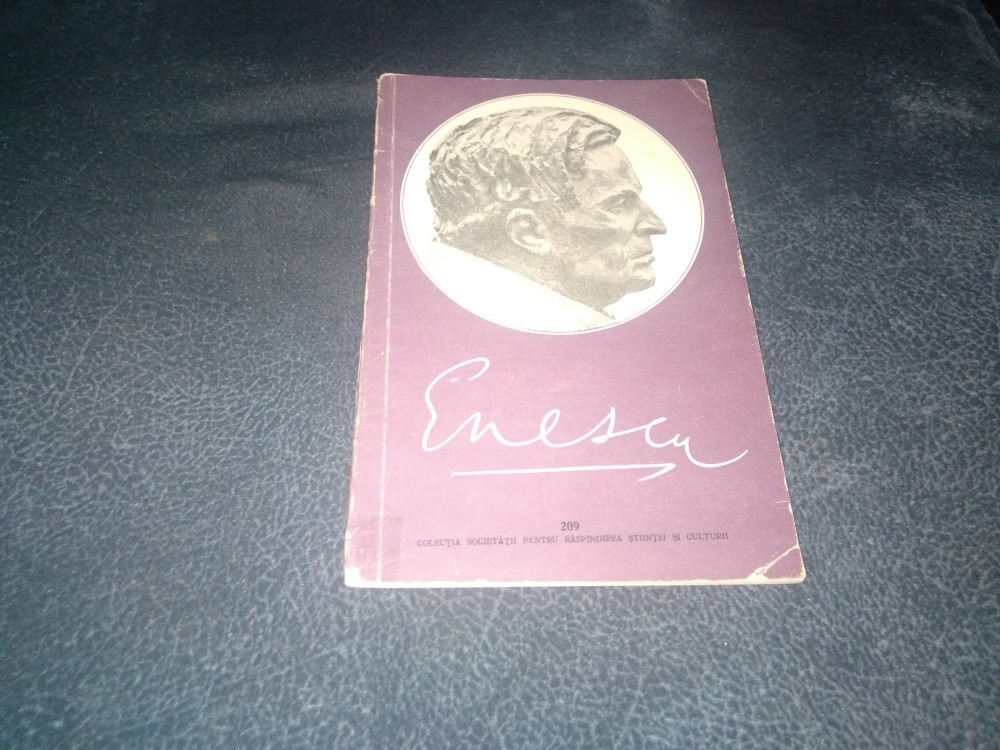 Enescu
209
COLECȚIA SOCIETĂȚII PENTRU RĂSPÎNDIREA ȘTIINȚEI ȘI CULTURII